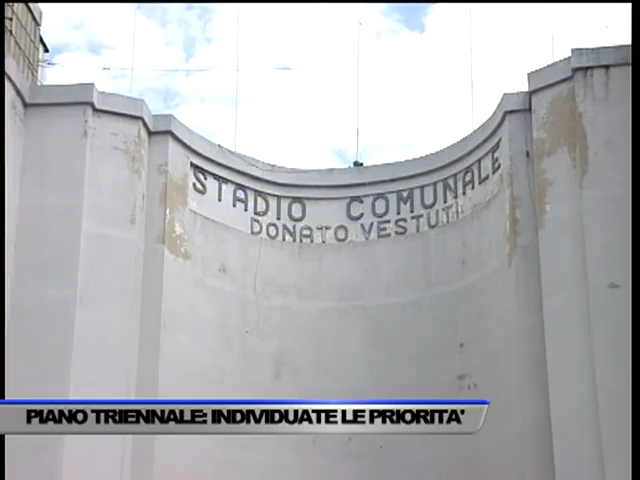 STADIO COMUNALE
DONATO VESTUTI
PIANO TRIENNALE: INDIVIDUATE LE PRIORITA'